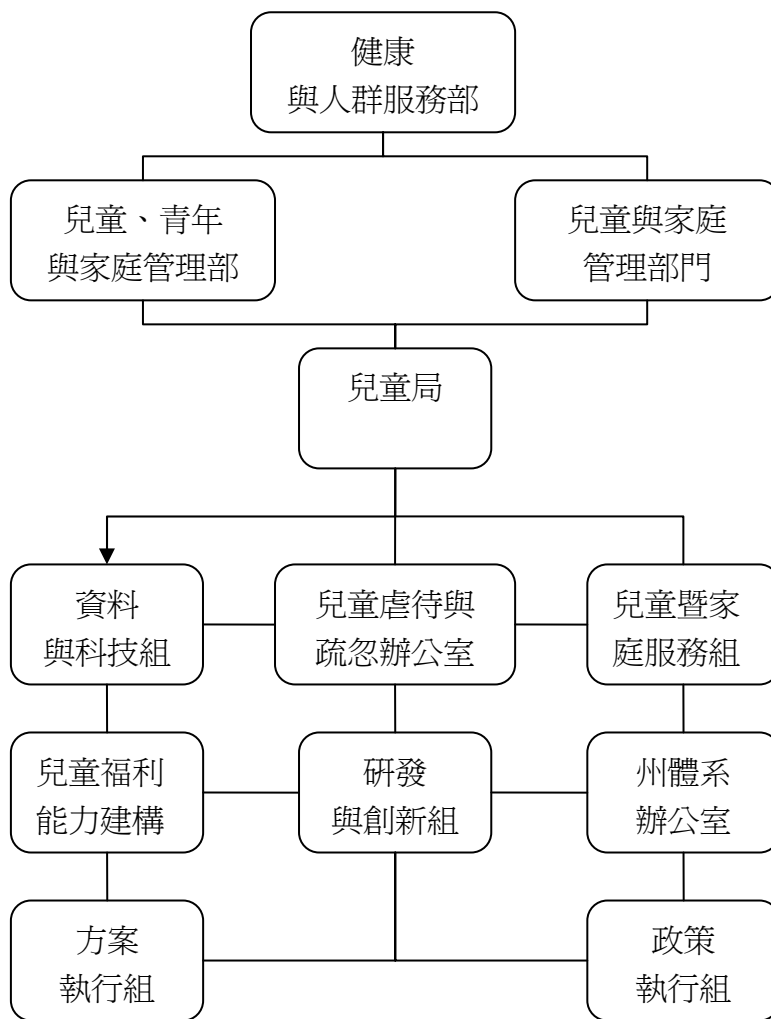 健康
與人群服務部
兒童、青年
與家庭管理部
兒童與家庭
管理部門
兒童局
資料
與科技組
兒童虐待與
疏忽辦公室
兒童暨家
庭服務組
兒童福利
能力建構
研發
與創新組
州體系
辦公室
方案
執行組
政策
執行組